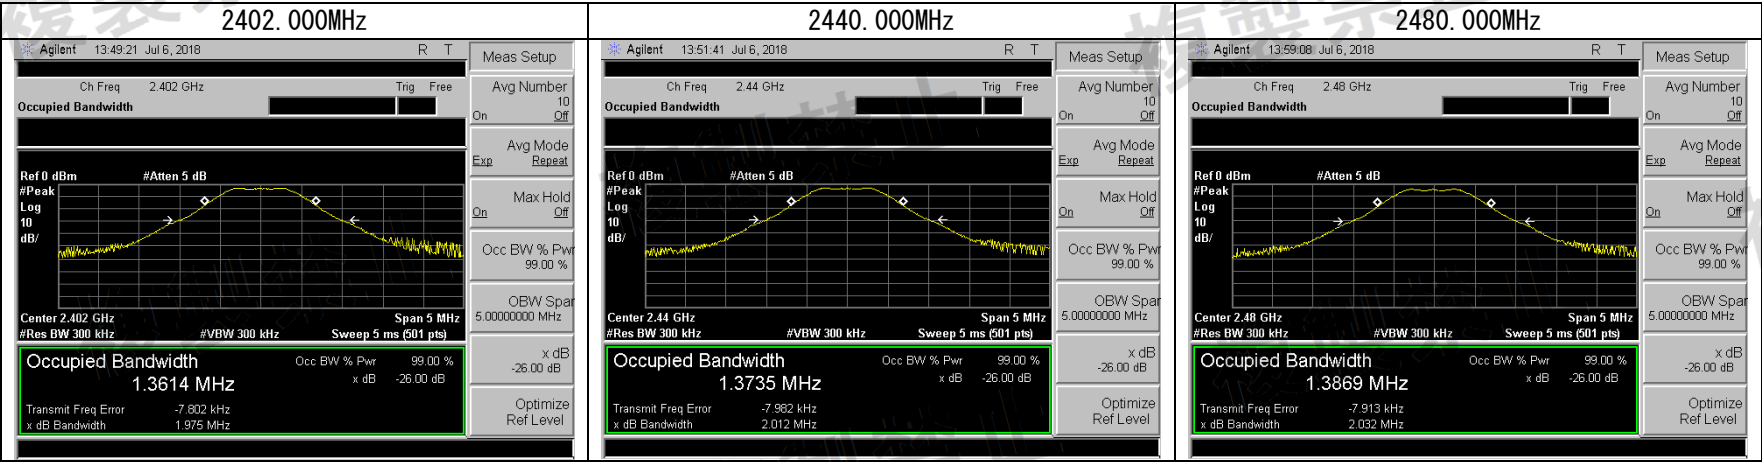 2402.000MHz
Agilent 13:49:21 Jul 6, 2018 R T
Meas Setup
Ch Freq 2.402 GHz Trig Free
Occupied Bandwidth
Avg Number
10
On Off
Avg Mode
Exp Repeat
Ref 0 dBm #Atten 5 dB
#Peak
Log
10
dB/
Max Hold
On Off
Occ BW % Pwr
99.00 %
OBW Span
5.00000000 MHz
Center 2.402 GHz Span 5 MHz
#Res BW 300 kHz #VBW 300 kHz Sweep 5 ms (501 pts)
Occupied Bandwidth Occ BW % Pwr 99.00 %
1.3614 MHz x dB -26.00 dB
x dB
-26.00 dB
Transmit Freq Error -7.802 kHz
x dB Bandwidth 1.975 MHz
Optimize
Ref Level
2440.000MHz
Agilent 13:51:41 Jul 6, 2018 R T
Meas Setup
Ch Freq 2.44 GHz Trig Free
Occupied Bandwidth
Avg Number
10
On Off
Avg Mode
Exp Repeat
Ref 0 dBm #Atten 5 dB
#Peak
Log
10
dB/
Max Hold
On Off
Occ BW % Pwr
99.00 %
OBW Span
5.00000000 MHz
Center 2.44 GHz Span 5 MHz
#Res BW 300 kHz #VBW 300 kHz Sweep 5 ms (501 pts)
Occupied Bandwidth Occ BW % Pwr 99.00 %
1.3735 MHz x dB -26.00 dB
x dB
-26.00 dB
Transmit Freq Error -7.982 kHz
x dB Bandwidth 2.012 MHz
Optimize
Ref Level
2480.000MHz
Agilent 13:59:08 Jul 6, 2018 R T
Meas Setup
Ch Freq 2.48 GHz Trig Free
Occupied Bandwidth
Avg Number
10
On Off
Avg Mode
Exp Repeat
Ref 0 dBm #Atten 5 dB
#Peak
Log
10
dB/
Max Hold
On Off
Occ BW % Pwr
99.00 %
OBW Span
5.00000000 MHz
Center 2.48 GHz Span 5 MHz
#Res BW 300 kHz #VBW 300 kHz Sweep 5 ms (501 pts)
Occupied Bandwidth Occ BW % Pwr 99.00 %
1.3869 MHz x dB -26.00 dB
x dB
-26.00 dB
Transmit Freq Error -7.913 kHz
x dB Bandwidth 2.032 MHz
Optimize
Ref Level